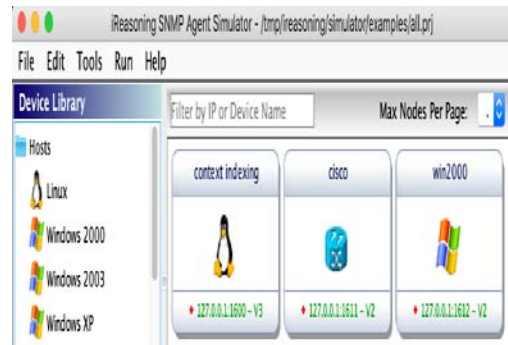 iReasoning SNMP Agent Simulator - /tmp/ireasoning/simulator/examples/all.prj
File Edit Tools Run Help
Device Library
Filter by IP or Device Name
Max Nodes Per Page: .
Hosts
Linux
Windows 2000
Windows 2003
Windows XP
context indexing
cisco
win2000
127.0.0.1:1600 - V3
127.0.0.1:1611 - V2
127.0.0.1:1612 - V2